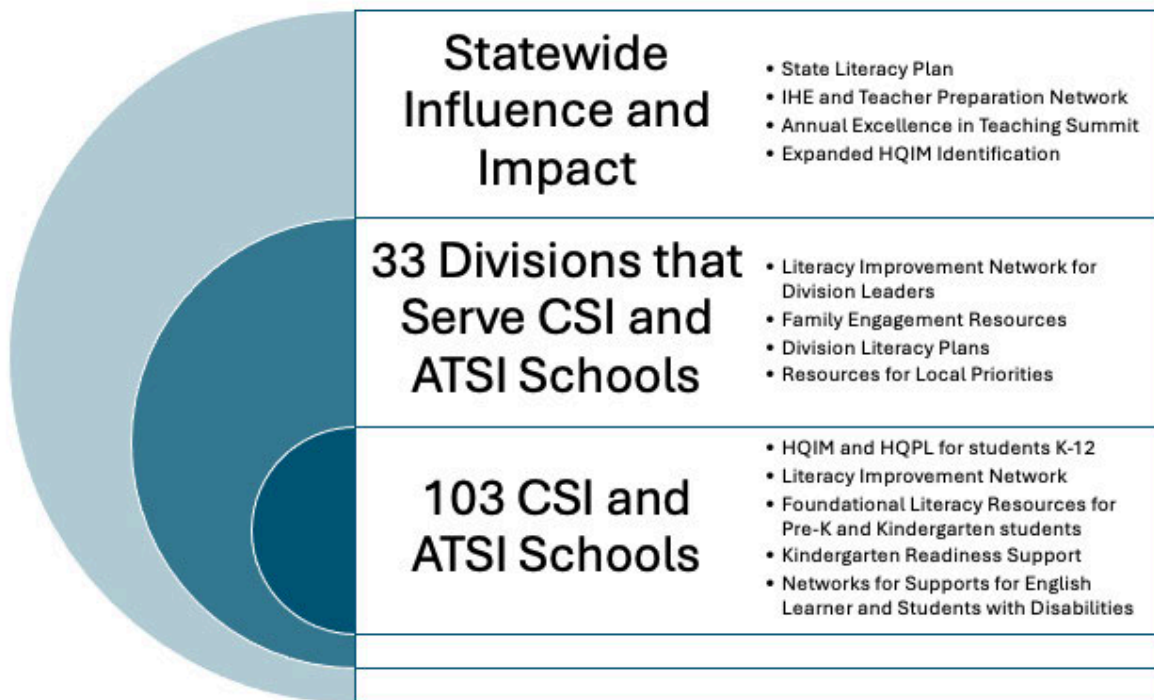 Statewide
Influence and
Impact
• State Literacy Plan
• IHE and Teacher Preparation Network
• Annual Excellence in Teaching Summit
• Expanded HQIM Identification
33 Divisions that
Serve CSI and
ATSI Schools
• Literacy Improvement Network for
Division Leaders
• Family Engagement Resources
• Division Literacy Plans
• Resources for Local Priorities
103 CSI and
ATSI Schools
• HQIM and HQPL for students K-12
• Literacy Improvement Network
• Foundational Literacy Resources for
Pre-K and Kindergarten students
• Kindergarten Readiness Support
• Networks for Supports for English
Learner and Students with Disabilities